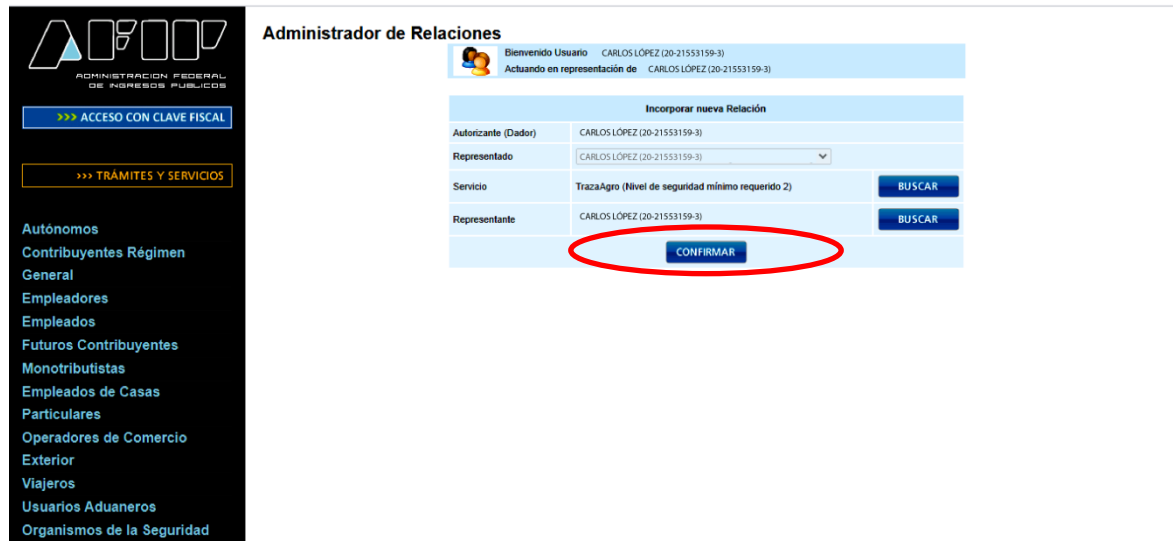 AFIP
ADMINISTRACION FEDERAL
DE INGRESOS PUBLICOS
>>> ACCESO CON CLAVE FISCAL
>>> TRÁMITES Y SERVICIOS
Autónomos
Contribuyentes Régimen
General
Empleadores
Empleados
Futuros Contribuyentes
Monotributistas
Empleados de Casas
Particulares
Operadores de Comercio
Exterior
Viajeros
Usuarios Aduaneros
Organismos de la Seguridad
Administrador de Relaciones
Bienvenido Usuario CARLOS LÓPEZ (20-21553159-3)
Actuando en representación de CARLOS LÓPEZ (20-21553159-3)
Incorporar nueva Relación
Autorizante (Dador) CARLOS LÓPEZ (20-21553159-3)
Representado CARLOS LÓPEZ (20-21553159-3)
Servicio TrazaAgro (Nivel de seguridad mínimo requerido 2) BUSCAR
Representante CARLOS LÓPEZ (20-21553159-3) BUSCAR
CONFIRMAR